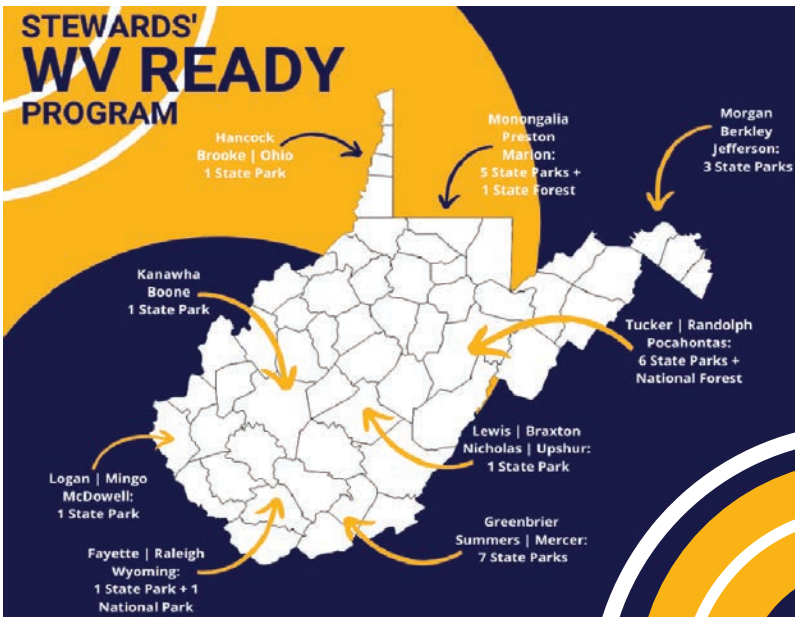 STEWARDS'
WV READY
PROGRAM
Hancock
Brooke | Ohio
1 State Park
Monongalia
Preston
Marion:
5 State Parks +
1 State Forest
Morgan
Berkley
Jefferson:
3 State Parks
Kanawha
Boone
1 State Park
Tucker | Randolph
Pocahontas:
6 State Parks +
National Forest
Lewis | Braxton
Nicholas | Upshur:
1 State Park
Logan | Mingo
McDowell:
1 State Park
Greenbrier
Summers | Mercer:
7 State Parks
Fayette | Raleigh
Wyoming:
1 State Park + 1
National Park